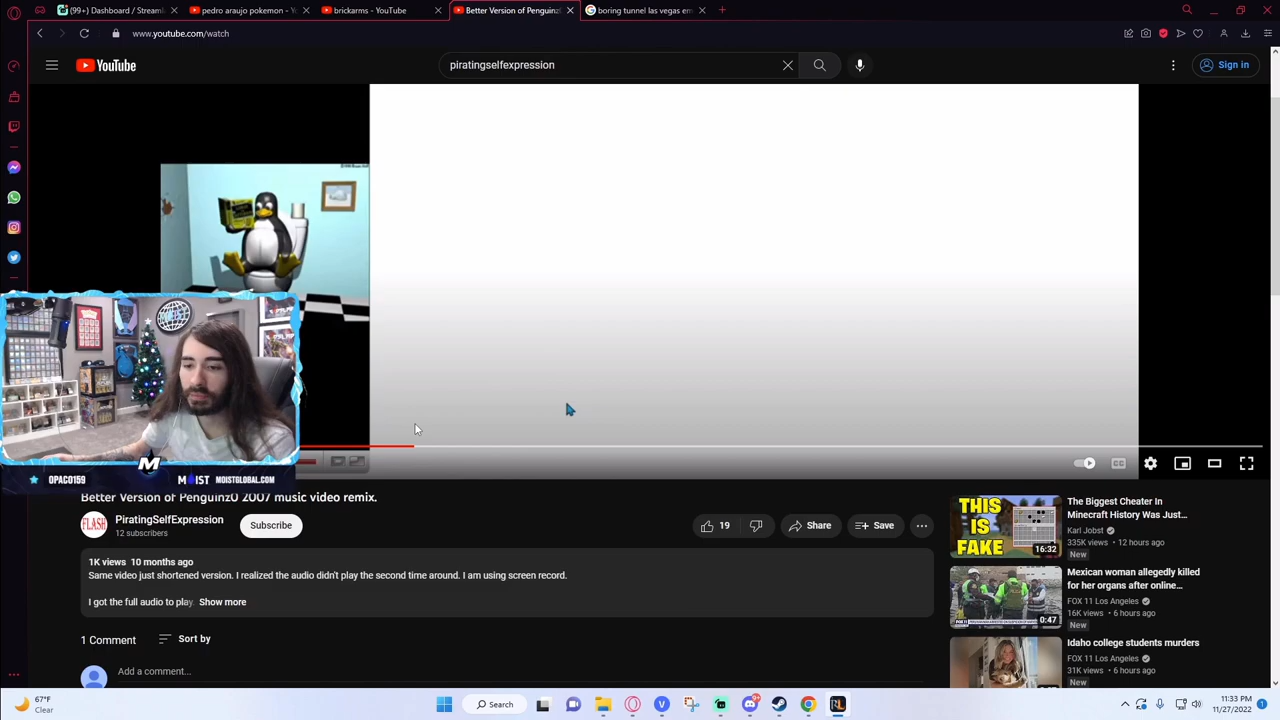 (99+) Dashboard / Streaml
pedro araujo pokemon - Yo
brickarms - YouTube
Better Version of Penguinz0
boring tunnel las vegas em
www.youtube.com/watch
YouTube
piratingselfexpression
Sign in
M
0PAC0159
MOIST MOISTGLOBAL.COM
Better Version of Penguinz0 2007 music video remix.
FLASH
PiratingSelfExpression
12 subscribers
Subscribe
19
Share
Save
1K views 10 months ago
Same video just shortened version. I realized the audio didn't play the second time around. I am using screen record.
I got the full audio to play. Show more
1 Comment
Sort by
Add a comment...
THIS IS FAKE
16:32
The Biggest Cheater In
Minecraft History Was Just...
Karl Jobst
335K views • 12 hours ago
New
0:47
Mexican woman allegedly killed
for her organs after online...
FOX 11 Los Angeles
16K views • 6 hours ago
New
Idaho college students murders
FOX 11 Los Angeles
31K views • 6 hours ago
New
67°F
Clear
Search
11:33 PM
11/27/2022